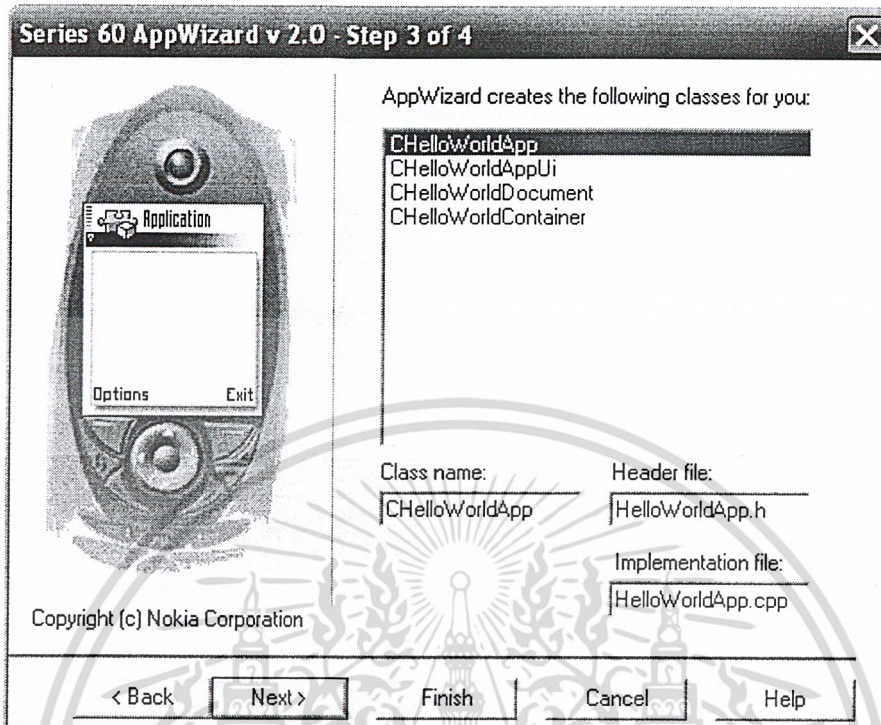 Series 60 AppWizard v 2.0 - Step 3 of 4
AppWizard creates the following classes for you:
CHelloWorldApp
CHelloWorldAppUi
CHelloWorldDocument
CHelloWorldContainer
Application
Options Exit
Class name:
Header file:
CHelloWorldApp
HelloWorldApp.h
Implementation file:
HelloWorldApp.cpp
Copyright (c) Nokia Corporation
< Back Next > Finish Cancel Help